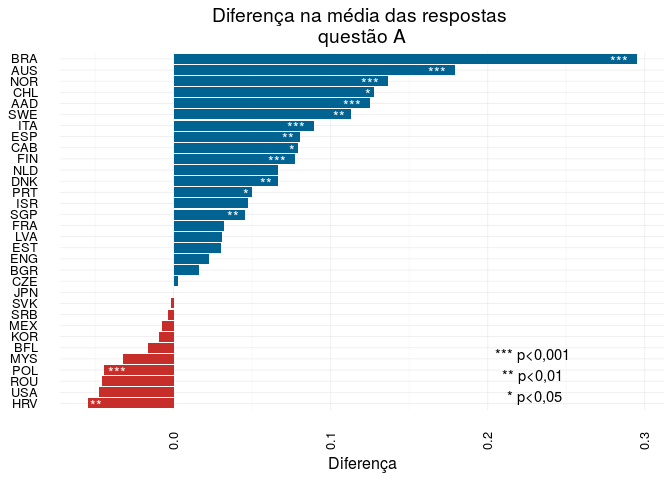 Diferença na média das respostas
questão A
BRA ***
AUS ***
NOR ***
CHL *
AAD ***
SWE **
ITA ***
ESP **
CAB *
FIN ***
NLD
DNK **
PRT *
ISR
SGP **
FRA
LVA
EST
ENG
BGR
CZE
JPN
SVK
SRB
MEX
KOR
BFL
MYS
POL ***
ROU
USA
HRV **
*** p<0,001
** p<0,01
* p<0,05
0.0 0.1 0.2 0.3
Diferença